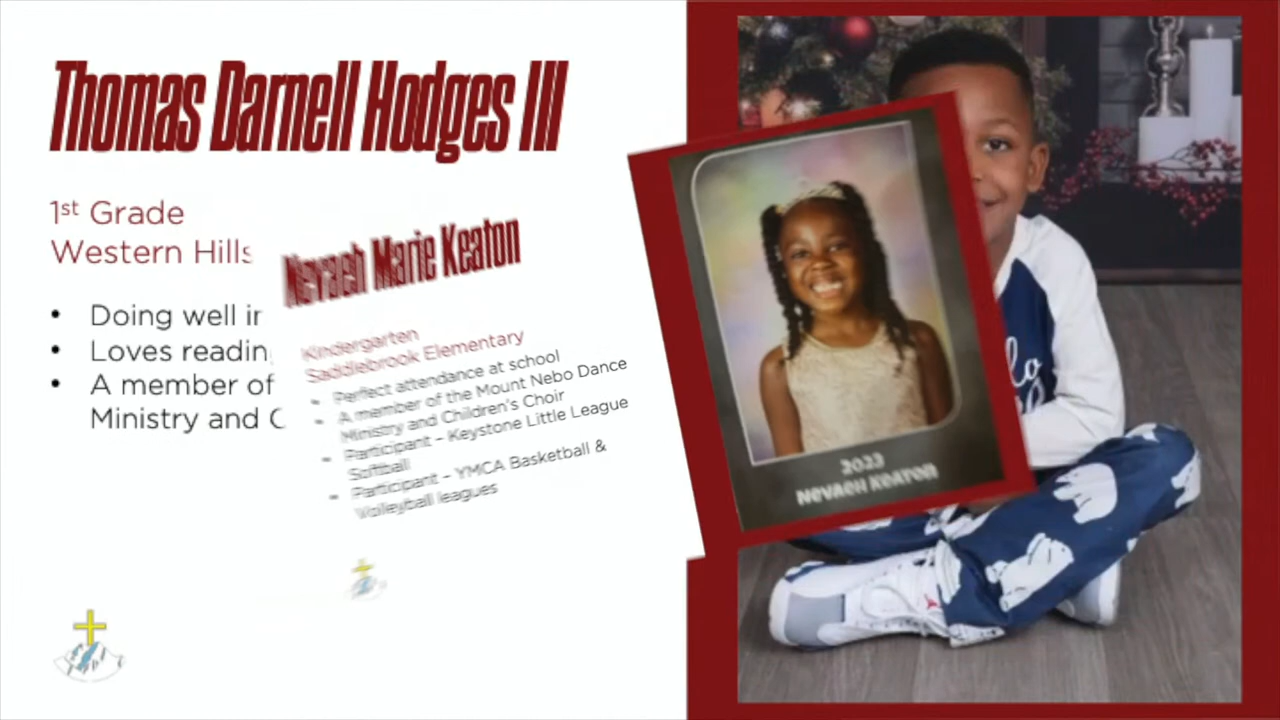 Thomas Darnell Hodges III
1st Grade
Western Hills
• Doing well in
• Loves reading
• A member of
Ministry and C
Nevaeh Marie Keaton
Kindergarten
Saddlebrook Elementary
• Perfect attendance at school
• A member of the Mount Nebo Dance
Ministry and Children's Choir
• Participant – Keystone Little League
Softball
• Participant – YMCA Basketball &
Volleyball leagues
2023
Nevaeh Keaton
lo